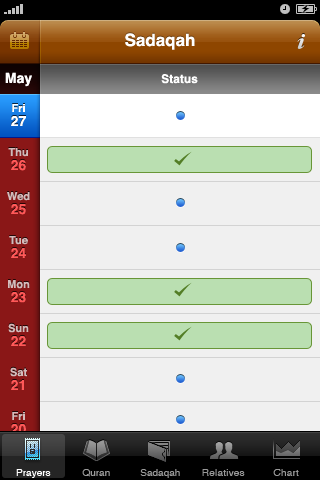 Sadaqah
i
May
Status
Fri
27
Thu
26
Wed
25
Tue
24
Mon
23
Sun
22
Sat
21
Fri
20
Prayers
Quran
Sadaqah
Relatives
Chart